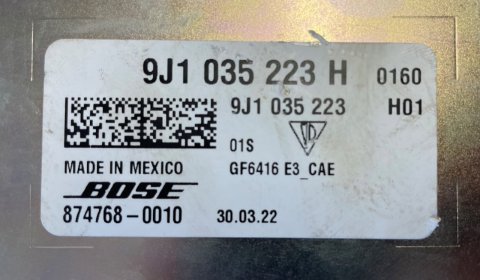 9J1 035 223 H 0160
9J1 035 223 H01
01S
MADE IN MEXICO GF6416 E3_CAE
BOSE
874768-0010 30.03.22